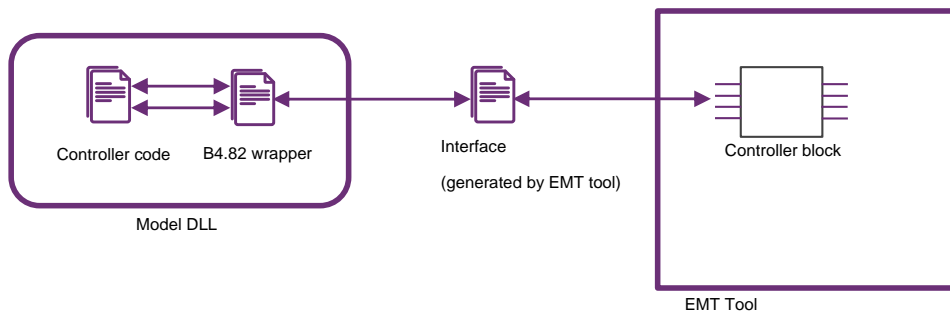 Controller code
B4.82 wrapper
Interface
(generated by EMT tool)
Controller block
Model DLL
EMT Tool